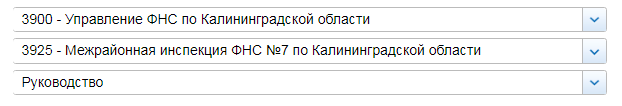 3900 - Управление ФНС по Калининградской области
3925 - Межрайонная инспекция ФНС №7 по Калининградской области
Руководство